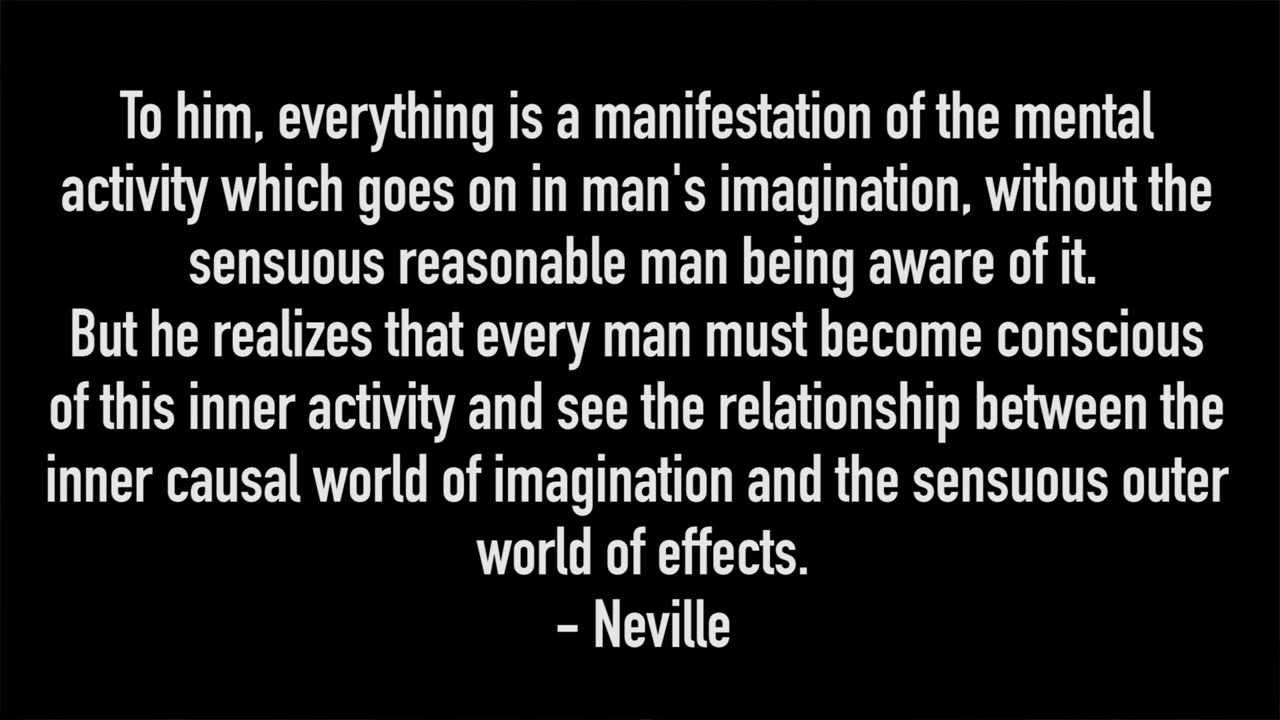 To him, everything is a manifestation of the mental
activity which goes on in man's imagination, without the
sensuous reasonable man being aware of it.
But he realizes that every man must become conscious
of this inner activity and see the relationship between the
inner causal world of imagination and the sensuous outer
world of effects.
– Neville